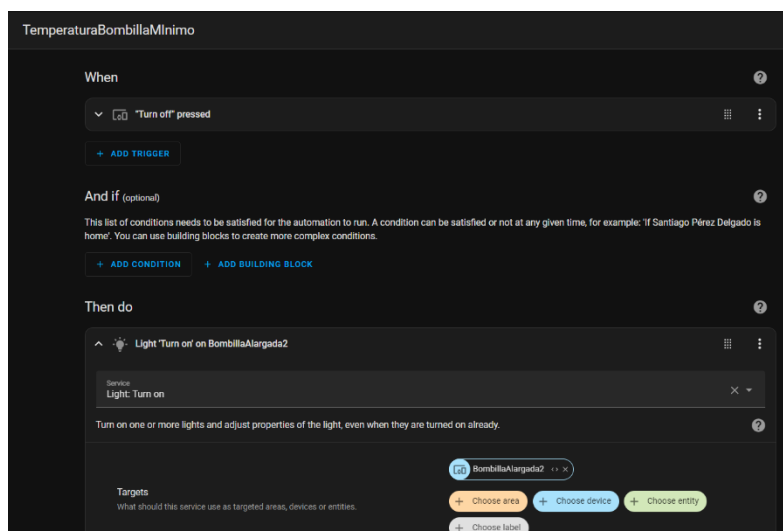 TemperaturaBombillaMInimo
When
"Turn off" pressed
+ ADD TRIGGER
And if (optional)
This list of conditions needs to be satisfied for the automation to run. A condition can be satisfied or not at any given time, for example: 'If Santiago Pérez Delgado is
home'. You can use building blocks to create more complex conditions.
+ ADD CONDITION + ADD BUILDING BLOCK
Then do
Light 'Turn on' on BombillaAlargada2
Service
Light: Turn on
Turn on one or more lights and adjust properties of the light, even when they are turned on already.
BombillaAlargada2
Targets
What should this service use as targeted areas, devices or entities.
+ Choose area + Choose device + Choose entity
+ Choose label